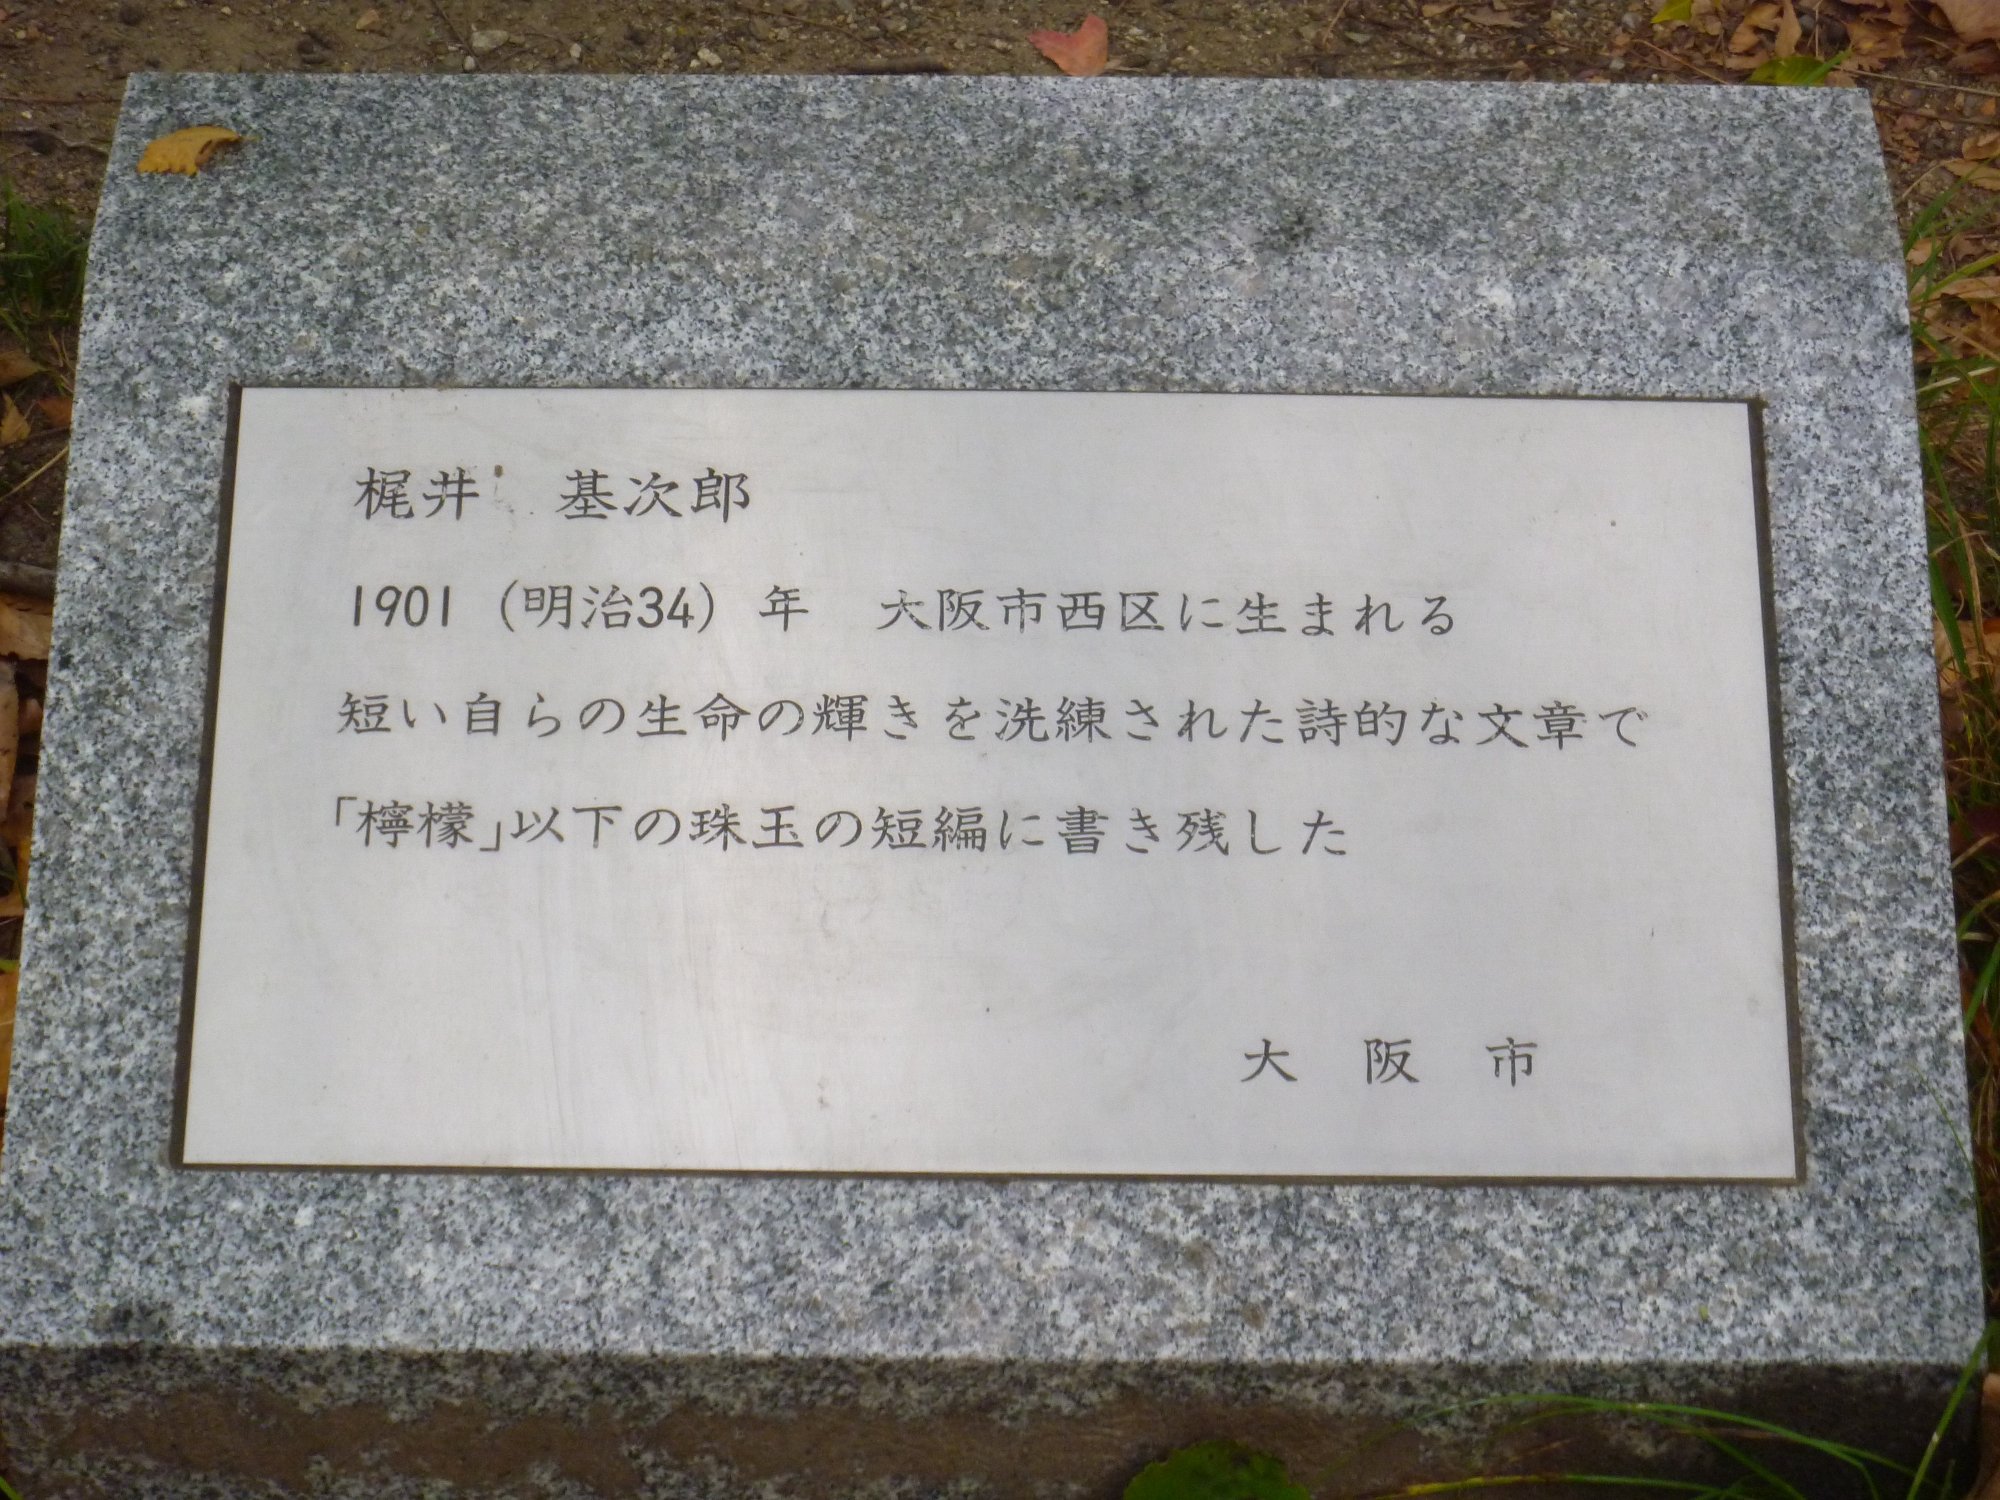 梶井　基次郎
1901（明治34）年　大阪市西区に生まれる
短い自らの生命の輝きを洗練された詩的な文章で
「檸檬」以下の珠玉の短編に書き残した
大　阪　市